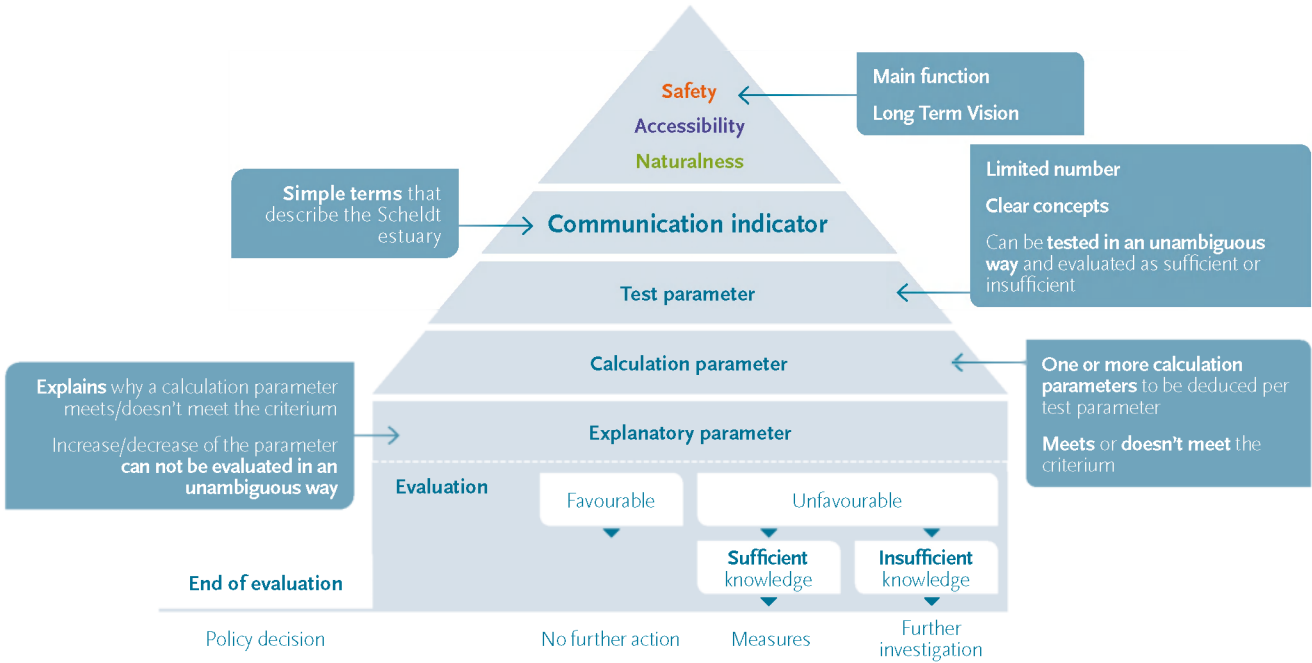 Safety
Accessibility
Naturalness
Main function
Long Term Vision
Simple terms that
describe the Scheldt
estuary
Communication indicator
Limited number
Clear concepts
Can be tested in an unambiguous
way and evaluated as sufficient or
insufficient
Test parameter
Calculation parameter
One or more calculation
parameters to be deduced per
test parameter
Meets or doesn't meet the
criterium
Explains why a calculation parameter
meets/doesn't meet the criterium
Increase/decrease of the parameter
can not be evaluated in an
unambiguous way
Explanatory parameter
Evaluation
Favourable
Unfavourable
Sufficient
knowledge
Insufficient
knowledge
End of evaluation
Policy decision
No further action
Measures
Further
investigation